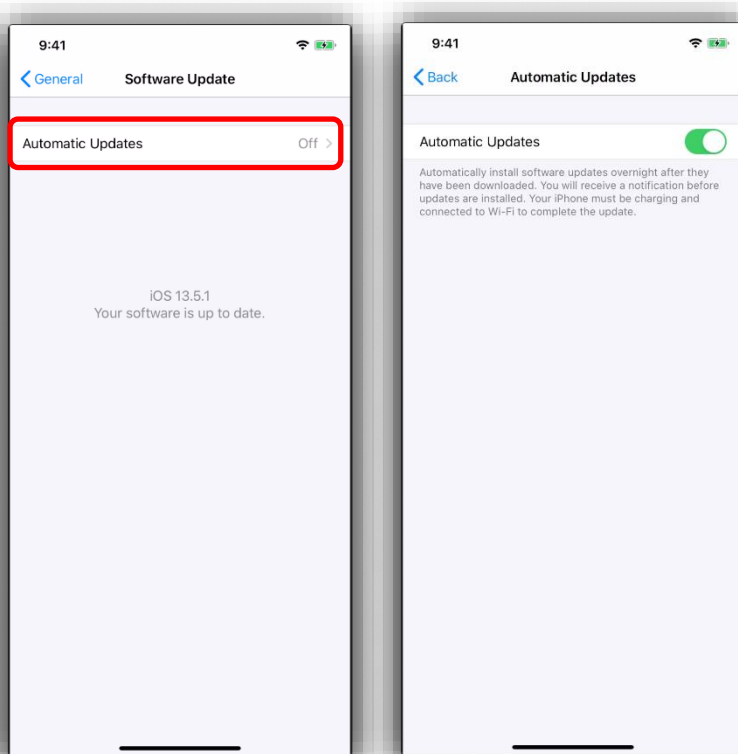 9:41
General
Software Update
Automatic Updates
Off
iOS 13.5.1
Your software is up to date.
9:41
Back
Automatic Updates
Automatic Updates
Automatically install software updates overnight after they
have been downloaded. You will receive a notification before
updates are installed. Your iPhone must be charging and
connected to Wi-Fi to complete the update.